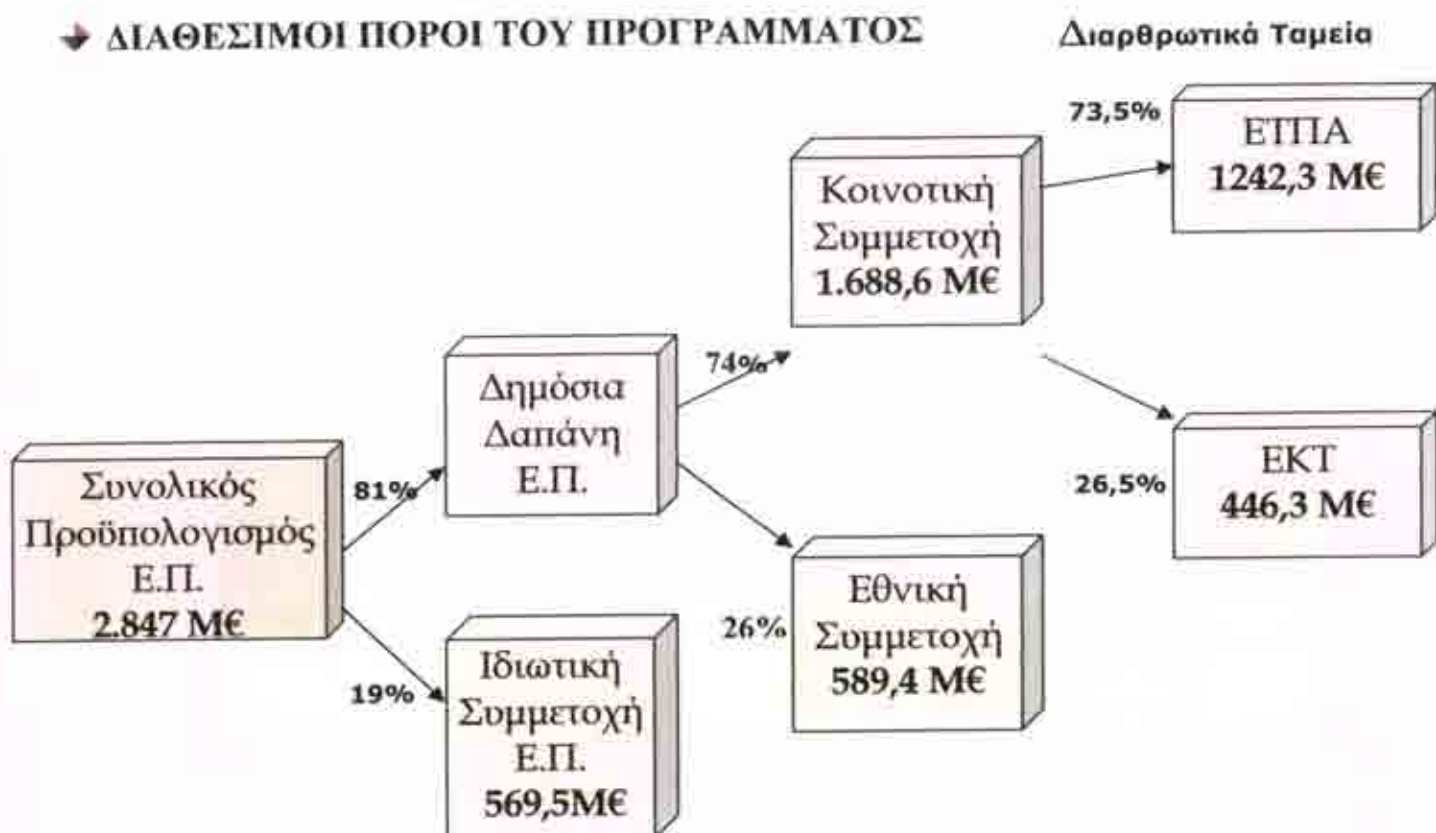 ΔΙΑΘΕΣΙΜΟΙ ΠΟΡΟΙ ΤΟΥ ΠΡΟΓΡΑΜΜΑΤΟΣ
Διαρθρωτικά Ταμεία
73,5%
ΕΤΠΑ
1242,3 Μ€
Κοινοτική
Συμμετοχή
1.688,6 Μ€
74%
Δημόσια
Δαπάνη
Ε.Π.
81%
Συνολικός
Προϋπολογισμός
Ε.Π.
2.847 Μ€
26,5%
ΕΚΤ
446,3 Μ€
26%
Εθνική
Συμμετοχή
589,4 Μ€
19%
Ιδιωτική
Συμμετοχή
Ε.Π.
569,5Μ€